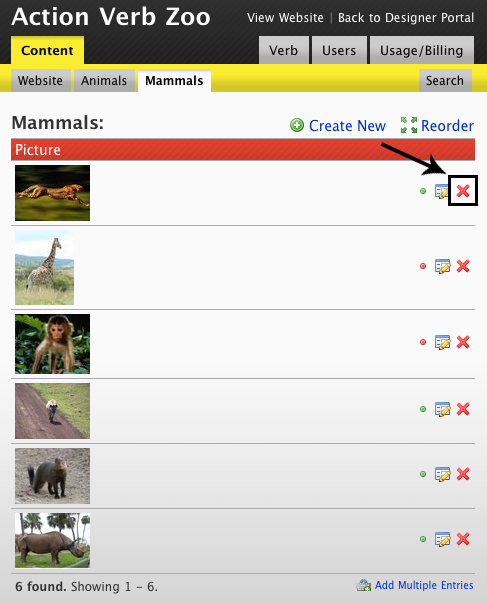 Action Verb Zoo
View Website | Back to Designer Portal
Content
Verb
Users
Usage/Billing
Website
Animals
Mammals
Search
Mammals:
Create New
Reorder
Picture
6 found. Showing 1 - 6.
Add Multiple Entries